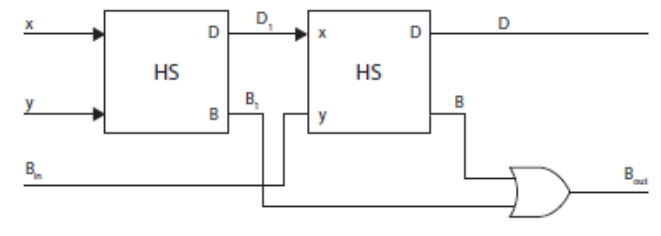 x D D₁ x D D
HS HS
y B B₁ y B
Bᵢₙ Bₒᵤₜ